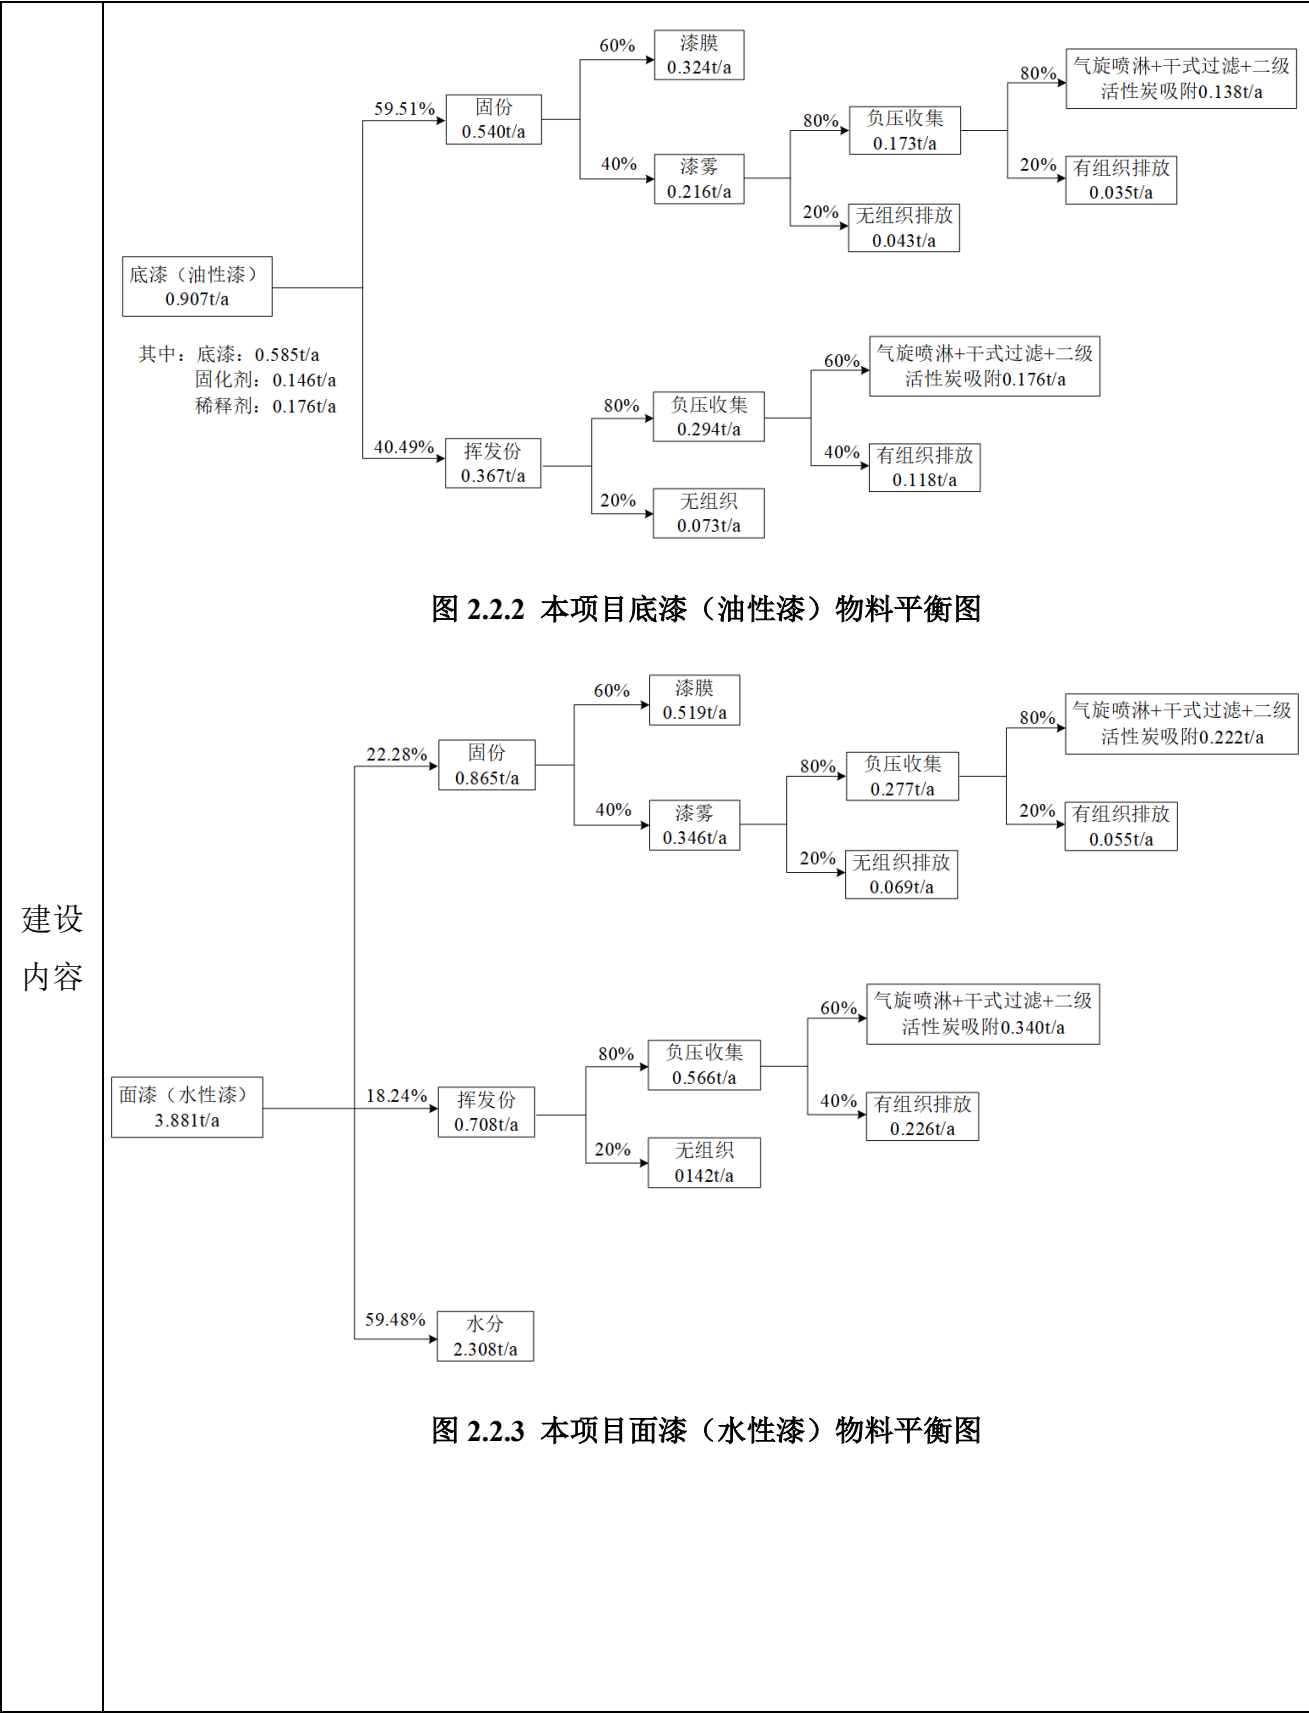 建设
内容
60%
漆膜
0.324t/a
59.51%
固份
0.540t/a
40%
漆雾
0.216t/a
80%
负压收集
0.173t/a
80%
气旋喷淋+干式过滤+二级
活性炭吸附0.138t/a
20%
有组织排放
0.035t/a
20%
无组织排放
0.043t/a
底漆（油性漆）
0.907t/a
其中：底漆：0.585t/a
固化剂：0.146t/a
稀释剂：0.176t/a
40.49%
挥发份
0.367t/a
80%
负压收集
0.294t/a
60%
气旋喷淋+干式过滤+二级
活性炭吸附0.176t/a
40%
有组织排放
0.118t/a
20%
无组织
0.073t/a
图 2.2.2 本项目底漆（油性漆）物料平衡图
60%
漆膜
0.519t/a
22.28%
固份
0.865t/a
40%
漆雾
0.346t/a
80%
负压收集
0.277t/a
80%
气旋喷淋+干式过滤+二级
活性炭吸附0.222t/a
20%
有组织排放
0.055t/a
20%
无组织排放
0.069t/a
面漆（水性漆）
3.881t/a
18.24%
挥发份
0.708t/a
80%
负压收集
0.566t/a
60%
气旋喷淋+干式过滤+二级
活性炭吸附0.340t/a
40%
有组织排放
0.226t/a
20%
无组织
0142t/a
59.48%
水分
2.308t/a
图 2.2.3 本项目面漆（水性漆）物料平衡图